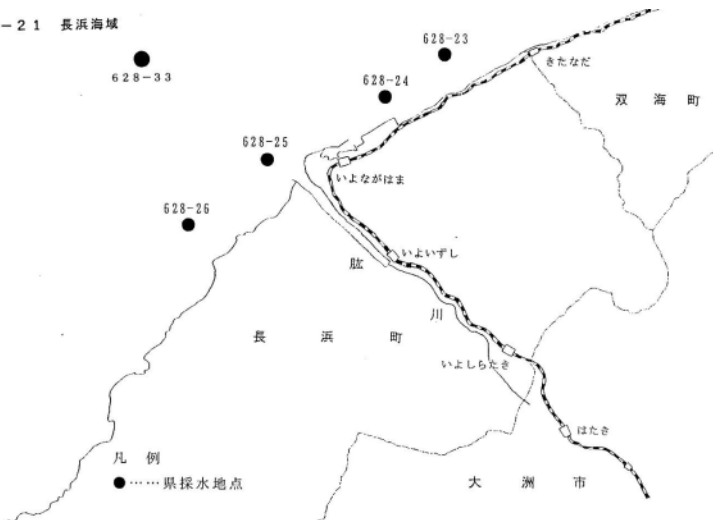 －21 長浜海域
628-23
628-33
きたなだ
628-24
双海町
628-25
いよながはま
628-26
いよいずし
肱川
長浜町
いよしらたき
はたき
凡例
●……県採水地点
大洲市